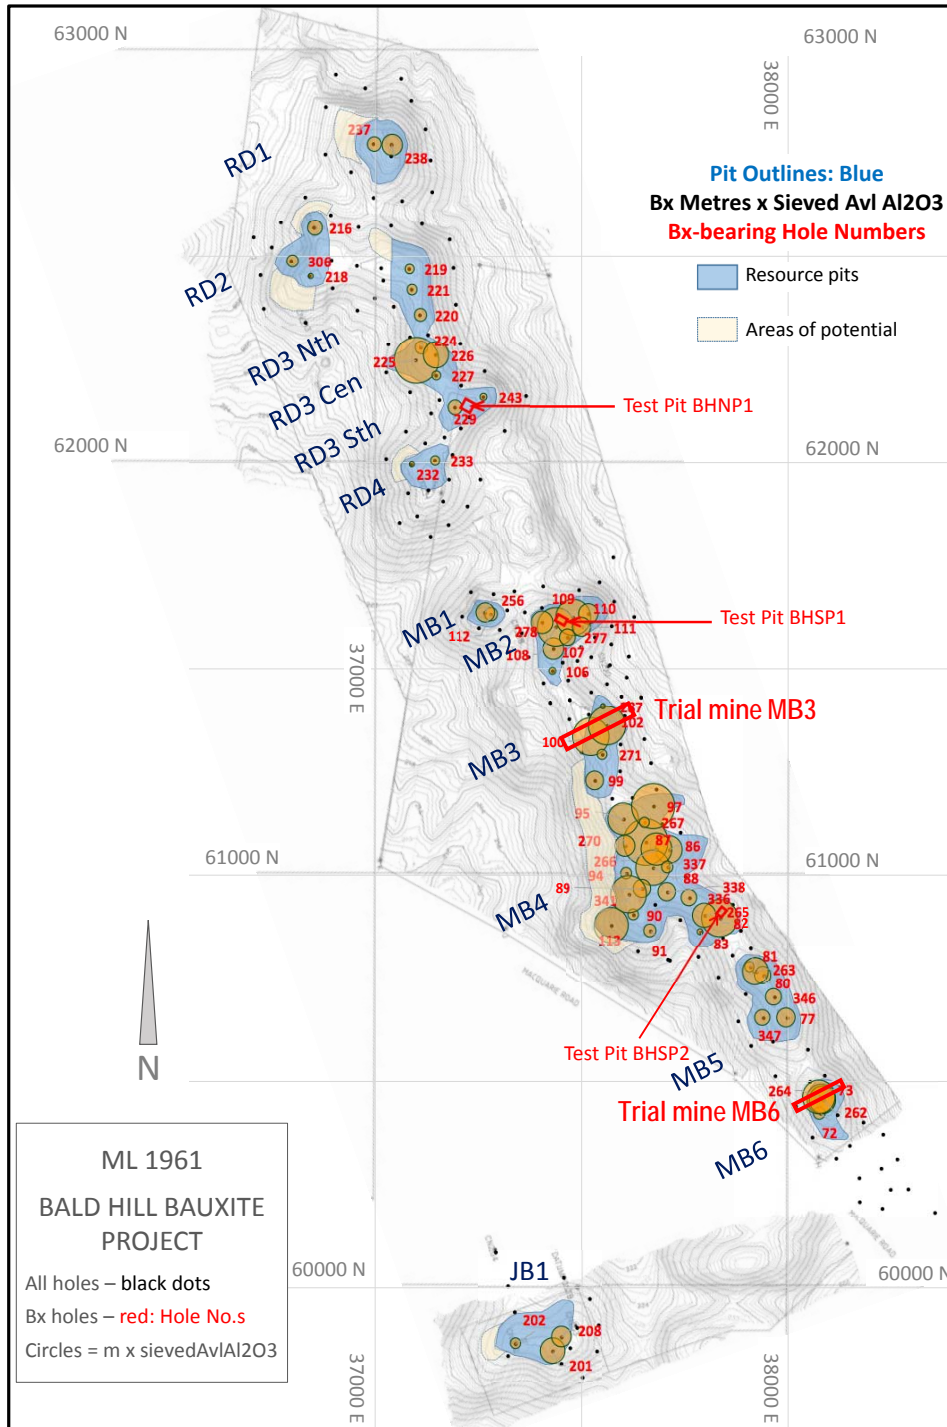 63000 N
63000 N
38000 E
237
238
RD1
Pit Outlines: Blue
Bx Metres x Sieved Avl Al2O3
Bx-bearing Hole Numbers
216
306
218
219
221
220
RD2
Resource pits
Areas of potential
RD3 Nth
224
225
226
227
RD3 Cen
243
229
Test Pit BHNP1
RD3 Sth
62000 N
62000 N
233
232
RD4
256
109
110
MB1
112
278
111
277
Test Pit BHSP1
MB2
108
107
106
37000 E
287
Trial mine MB3
102
100
MB3
271
99
95
97
267
270
87
86
61000 N
61000 N
266
337
94
89
88
338
341
336
265
MB4
90
82
113
91
83
81
263
MACQUARIE ROAD
80
346
77
347
N
Test Pit BHSP2
MB5
264
73
Trial mine MB6
262
72
MB6
ML 1961
BALD HILL BAUXITE
PROJECT
All holes – black dots
Bx holes – red: Hole No.s
Circles = m x sievedAvlAl2O3
MACQUARIE ROAD
60000 N
60000 N
JB1
202
208
201
37000 E
38000 E